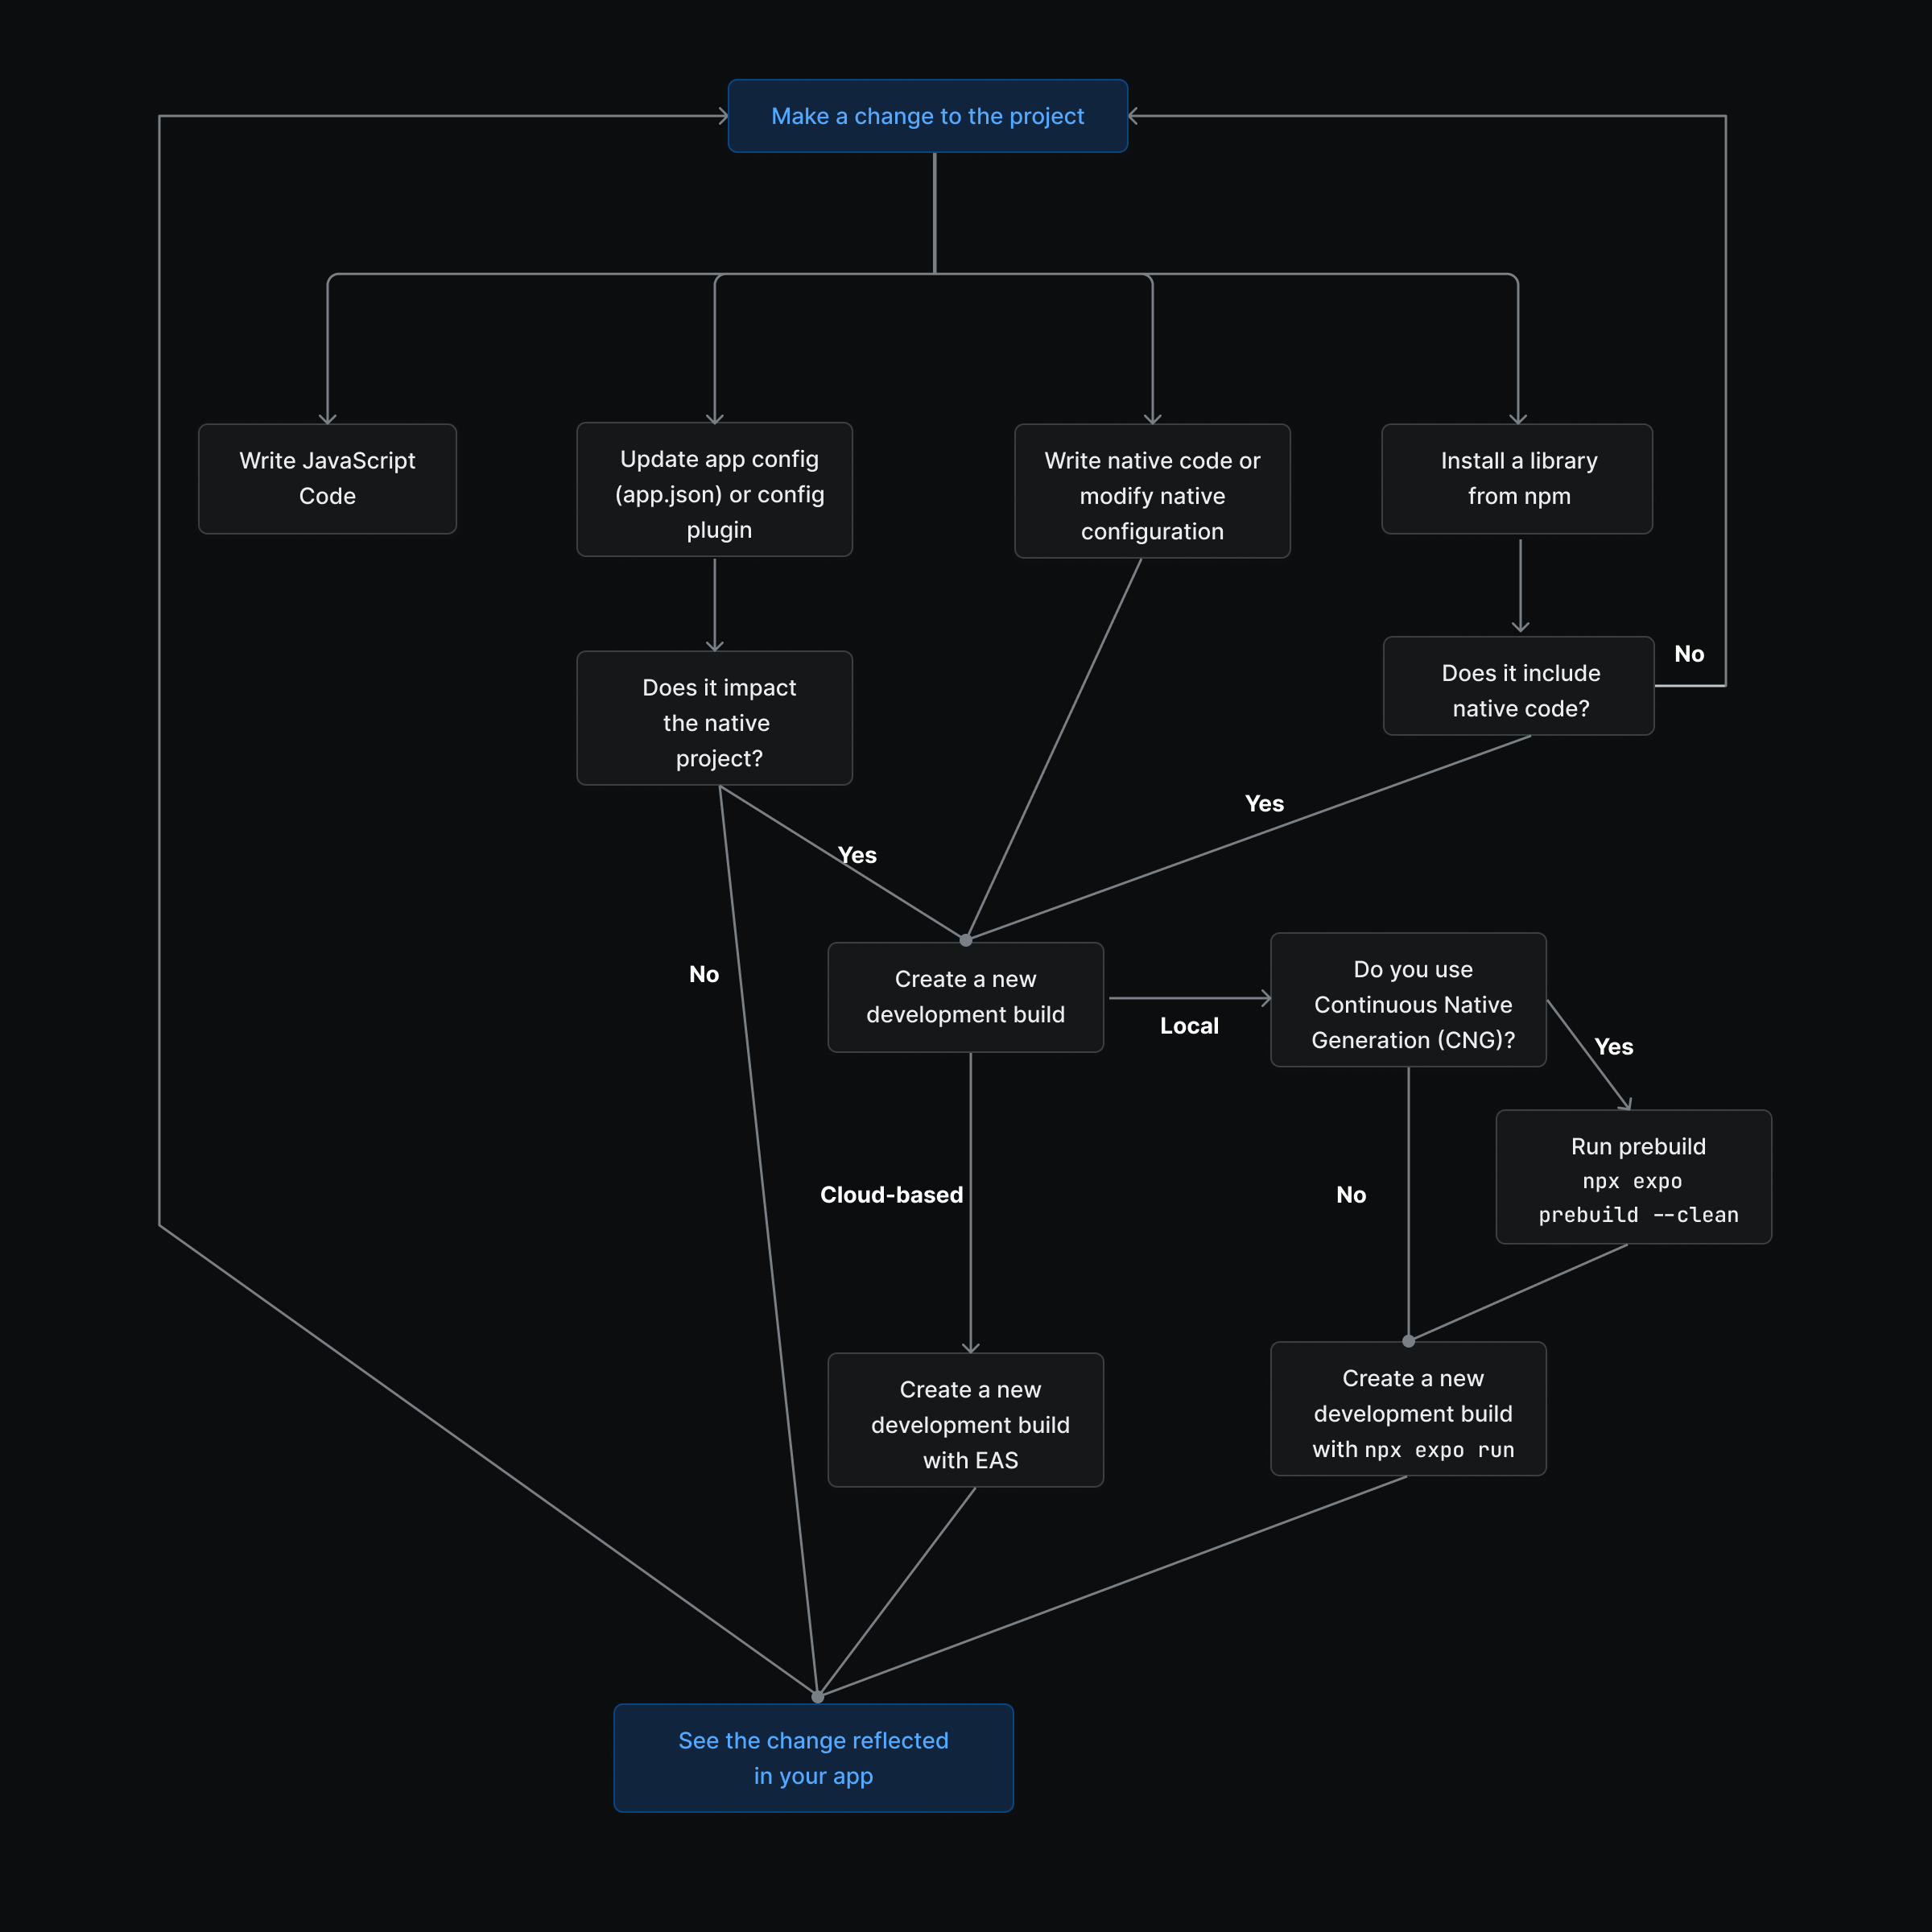 Make a change to the project
Write JavaScript
Code
Update app config
(app.json) or config
plugin
Write native code or
modify native
configuration
Install a library
from npm
Does it impact
the native
project?
Does it include
native code?
No
Yes
Yes
No
Create a new
development build
Local
Do you use
Continuous Native
Generation (CNG)?
Yes
Cloud-based
No
Run prebuild
npx expo
prebuild --clean
Create a new
development build
with EAS
Create a new
development build
with npx expo run
See the change reflected
in your app